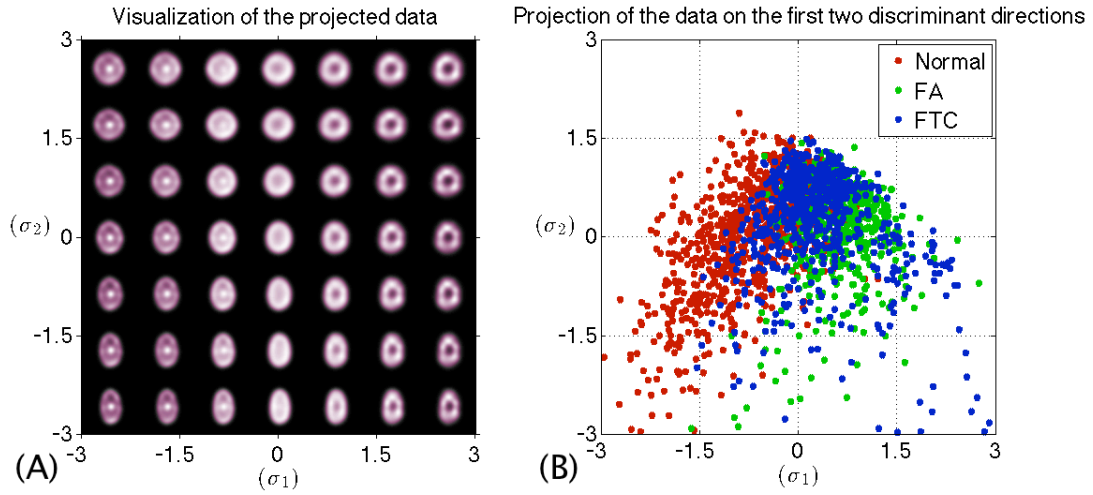 Visualization of the projected data
3
1.5
(σ2)
0
-1.5
-3
-3
-1.5
0
1.5
3
(σ1)
(A)
Projection of the data on the first two discriminant directions
3
1.5
(σ2)
0
-1.5
-3
-3
-1.5
0
1.5
3
(σ1)
Normal
FA
FTC
(B)